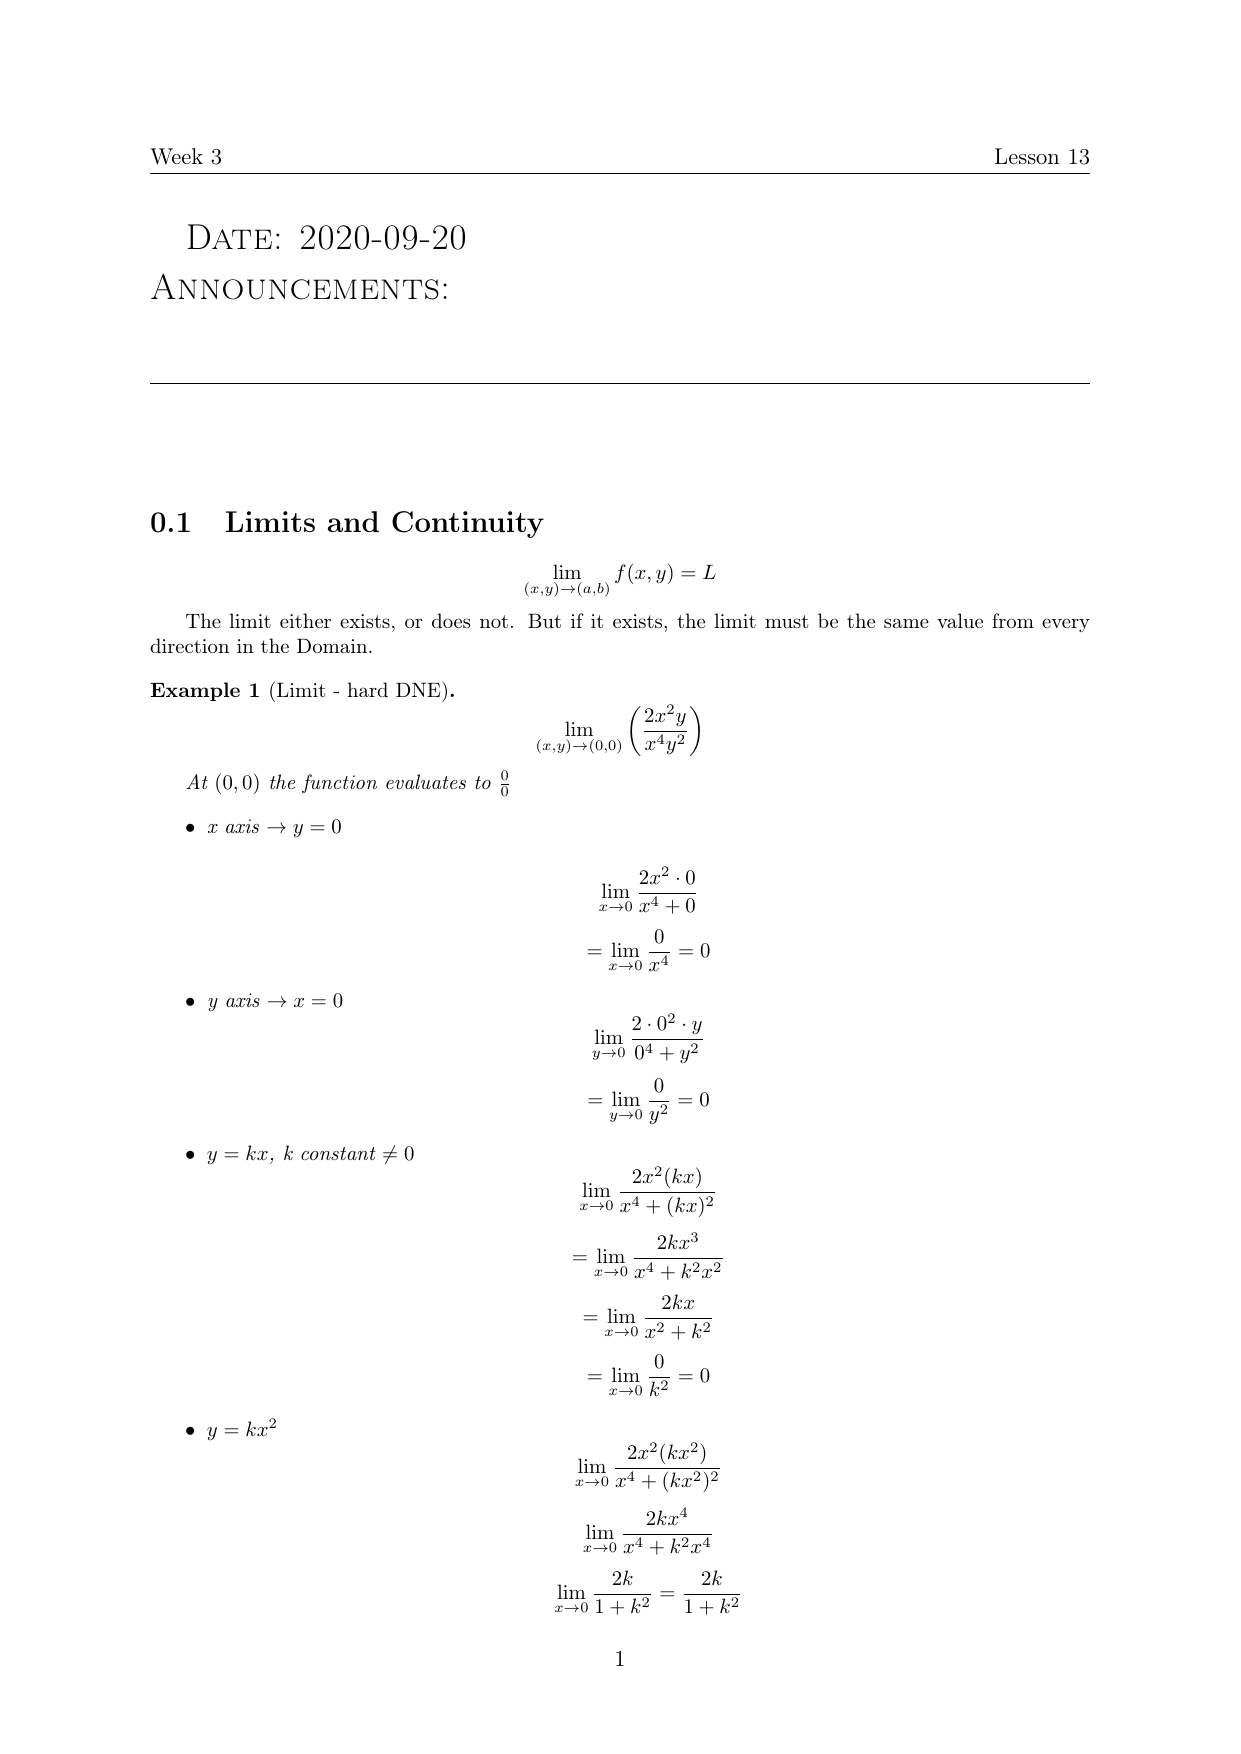 Week 3 Lesson 13
DATE: 2020-09-20
ANNOUNCEMENTS:
0.1 Limits and Continuity
$\lim_{(x,y)\to(a,b)} f(x,y) = L$
The limit either exists, or does not. But if it exists, the limit must be the same value from every
direction in the Domain.
Example 1 (Limit - hard DNE).
$\lim_{(x,y)\to(0,0)} \left(\frac{2x^2y}{x^4y^2}\right)$
At $(0,0)$ the function evaluates to $\frac{0}{0}$
• x axis → $y = 0$
$\lim_{x\to 0} \frac{2x^2 \cdot 0}{x^4 + 0}$
$= \lim_{x\to 0} \frac{0}{x^4} = 0$
• y axis → $x = 0$
$\lim_{y\to 0} \frac{2 \cdot 0^2 \cdot y}{0^4 + y^2}$
$= \lim_{y\to 0} \frac{0}{y^2} = 0$
• $y = kx$, k constant $\neq 0$
$\lim_{x\to 0} \frac{2x^2(kx)}{x^4 + (kx)^2}$
$= \lim_{x\to 0} \frac{2kx^3}{x^4 + k^2x^2}$
$= \lim_{x\to 0} \frac{2kx}{x^2 + k^2}$
$= \lim_{x\to 0} \frac{0}{k^2} = 0$
• $y = kx^2$
$\lim_{x\to 0} \frac{2x^2(kx^2)}{x^4 + (kx^2)^2}$
$\lim_{x\to 0} \frac{2kx^4}{x^4 + k^2x^4}$
$\lim_{x\to 0} \frac{2k}{1 + k^2} = \frac{2k}{1 + k^2}$
1